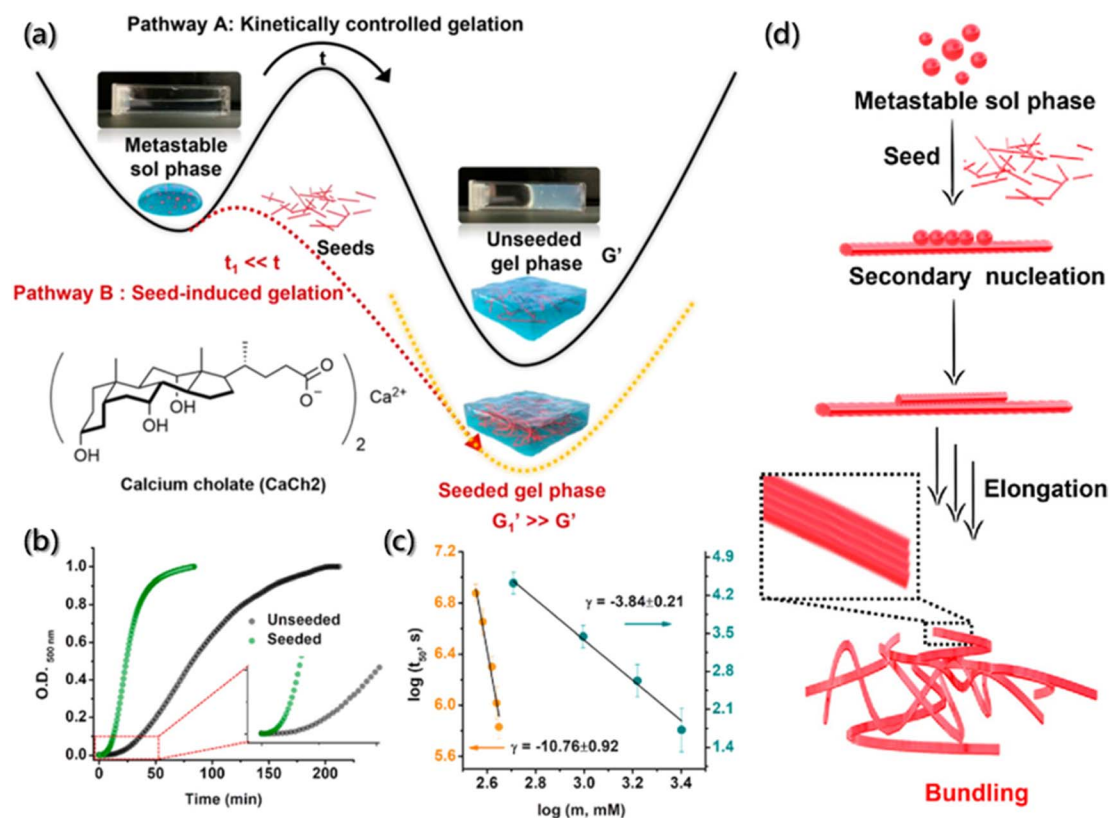 (a)
Pathway A: Kinetically controlled gelation
t
Metastable
sol phase
Seeds
t₁ << t
Pathway B : Seed-induced gelation
Unseeded
gel phase
G'
O
O⁻
OH
OH
OH
2
Ca²⁺
Calcium cholate (CaCh2)
Seeded gel phase
G₁' >> G'
(b)
O.D. 500 nm
1.0
0.8
0.6
0.4
0.2
0.0
Unseeded
Seeded
0 50 100 150 200
Time (min)
(c)
log (t₅₀, s)
7.2
6.8
6.4
6.0
5.6
γ = -3.84±0.21
γ = -10.76±0.92
4.9
4.2
3.5
2.8
2.1
1.4
2.6 2.8 3.0 3.2 3.4
log (m, mM)
(d)
Metastable sol phase
Seed
Secondary nucleation
Elongation
Bundling